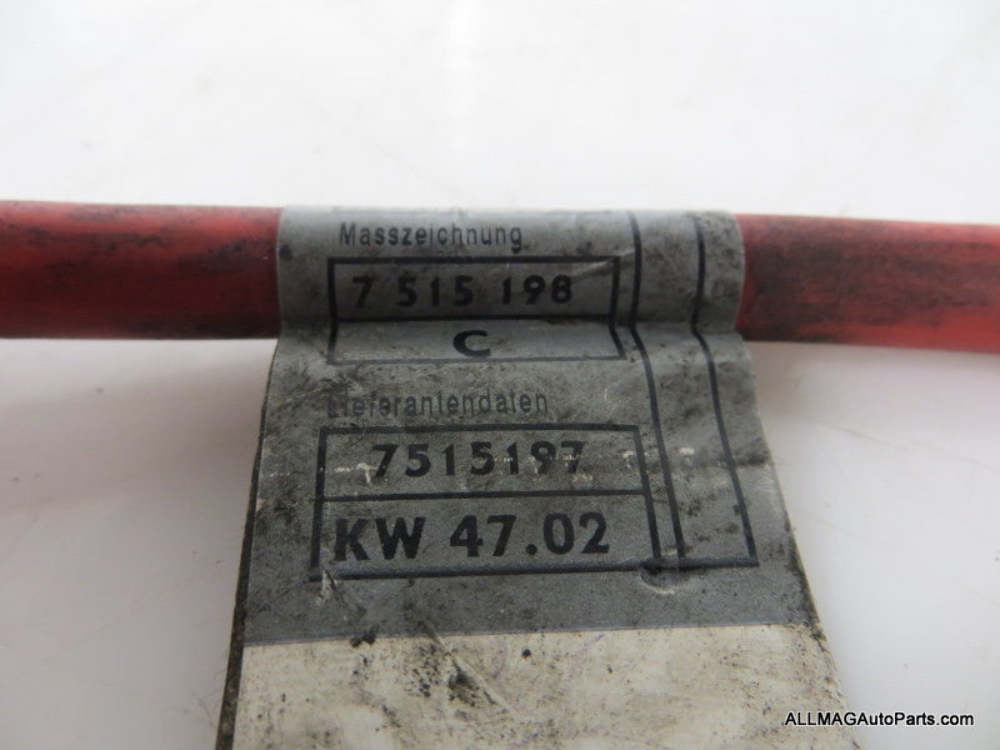 Masszeichnung
7 515 198
C
Lieferantendaten
7515197
KW 47.02
ALLMAGAutoParts.com